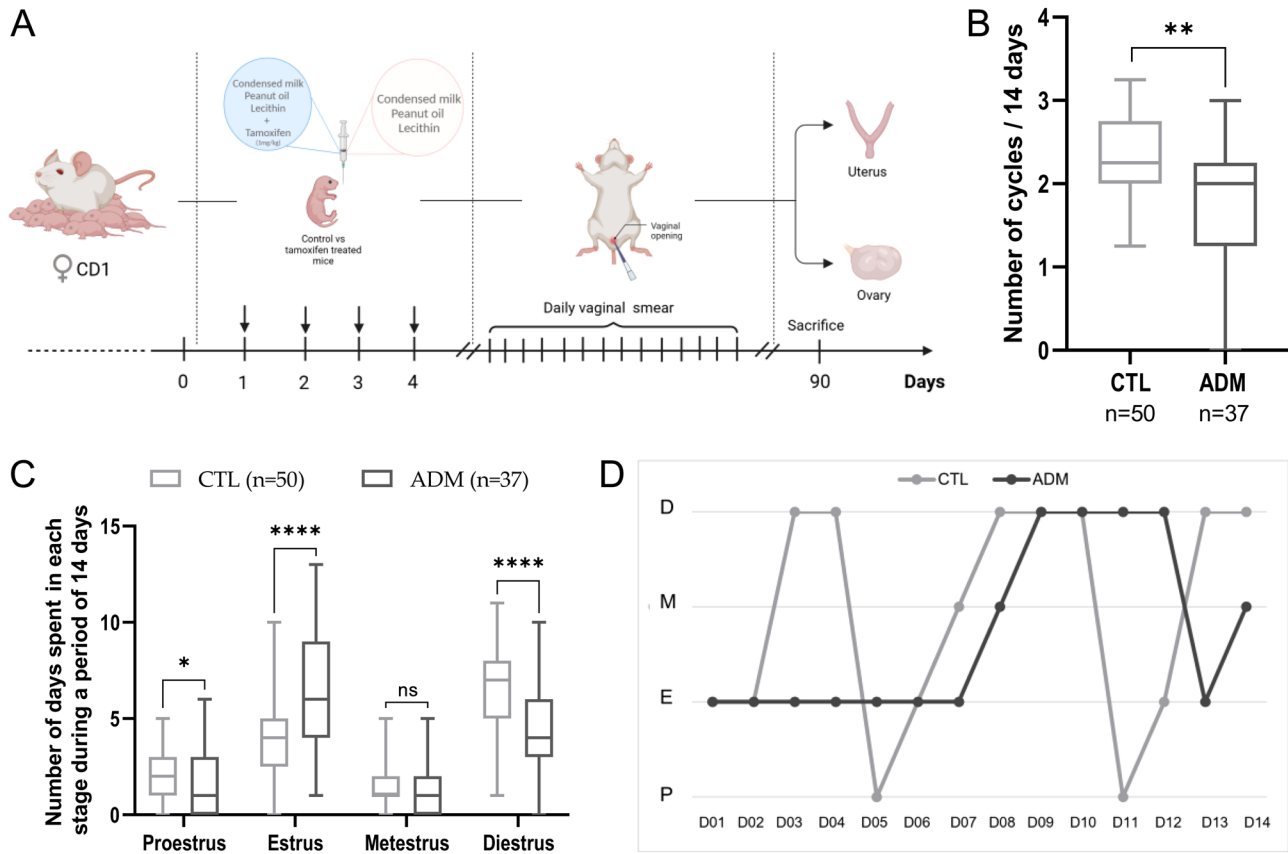 A
Condensed milk
Peanut oil
Lecithin
+
Tamoxifen
(1mg/kg)
Condensed milk
Peanut oil
Lecithin
Control vs
tamoxifen treated
mice
♀ CD1
Vaginal
opening
Uterus
Ovary
Daily vaginal smear
Sacrifice
0 1 2 3 4 90 Days
B
Number of cycles / 14 days
4
3
2
1
0
**
CTL ADM
n=50 n=37
C
CTL (n=50) ADM (n=37)
Number of days spent in each
stage during a period of 14 days
15
10
5
0
*
****
ns
****
Proestrus Estrus Metestrus Diestrus
D
CTL ADM
D
M
E
P
D01 D02 D03 D04 D05 D06 D07 D08 D09 D10 D11 D12 D13 D14